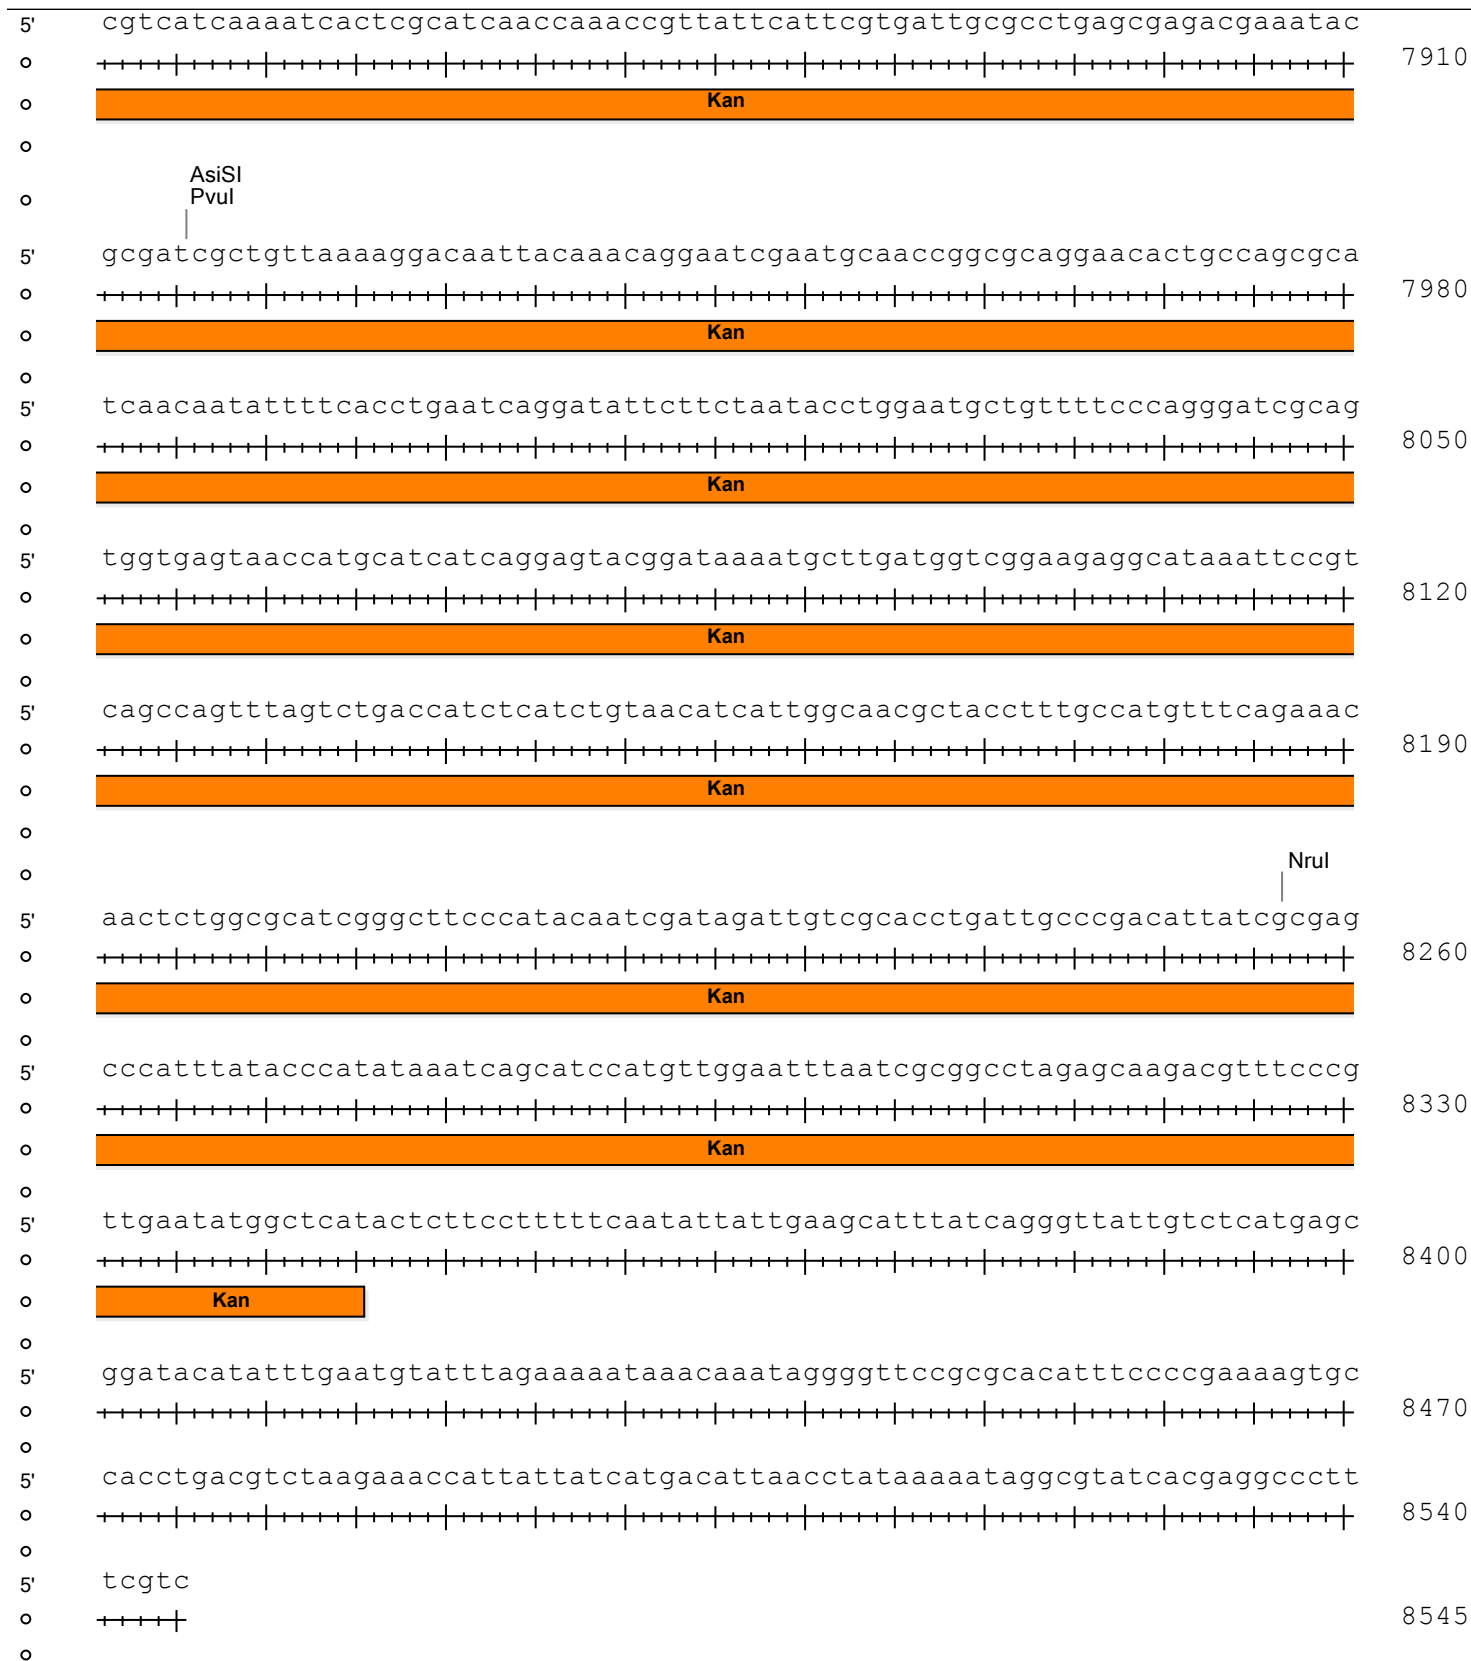 5' cgtcatcaaaatcactcgcatcaaccaaaccgttattcattcgtgattgcgcctgagcgagacgaaatac
7910
Kan
AsiSI
PvuI
5' gcgatcgctgttaaaaggacaattacaaacaggaatcgaatgcaaccggcgcaggaacactgccagcgca
7980
Kan
5' tcaacaatattttcacctgaatcaggatattcttctaatacctggaatgctgttttcccagggatcgcag
8050
Kan
5' tggtgagtaaccatgcatcatcaggagtacggataaaatgcttgatggtcggaagaggcataaattccgt
8120
Kan
5' cagccagtttagtctgaccatctcatctgtaacatcattggcaacgctacctttgccatgtttcagaaac
8190
Kan
NruI
5' aactctggcgcatcgggcttcccatacaatcgatagattgtcgcacctgattgcccgacattatcgcgag
8260
Kan
5' cccatttatacccatataaatcagcatccatgttggaatttaatcgcggcctagagcaagacgtttcccg
8330
Kan
5' ttgaatatggctcatactcttcctttttcaatattattgaagcatttatcagggttattgtctcatgagc
8400
Kan
5' ggatacatatttgaatgtatttagaaaaataaacaaataggggttccgcgcacatttccccgaaaagtgc
8470
5' cacctgacgtctaagaaaccattattatcatgacattaacctataaaaataggcgtatcacgaggccctt
8540
5' tcgtc
8545